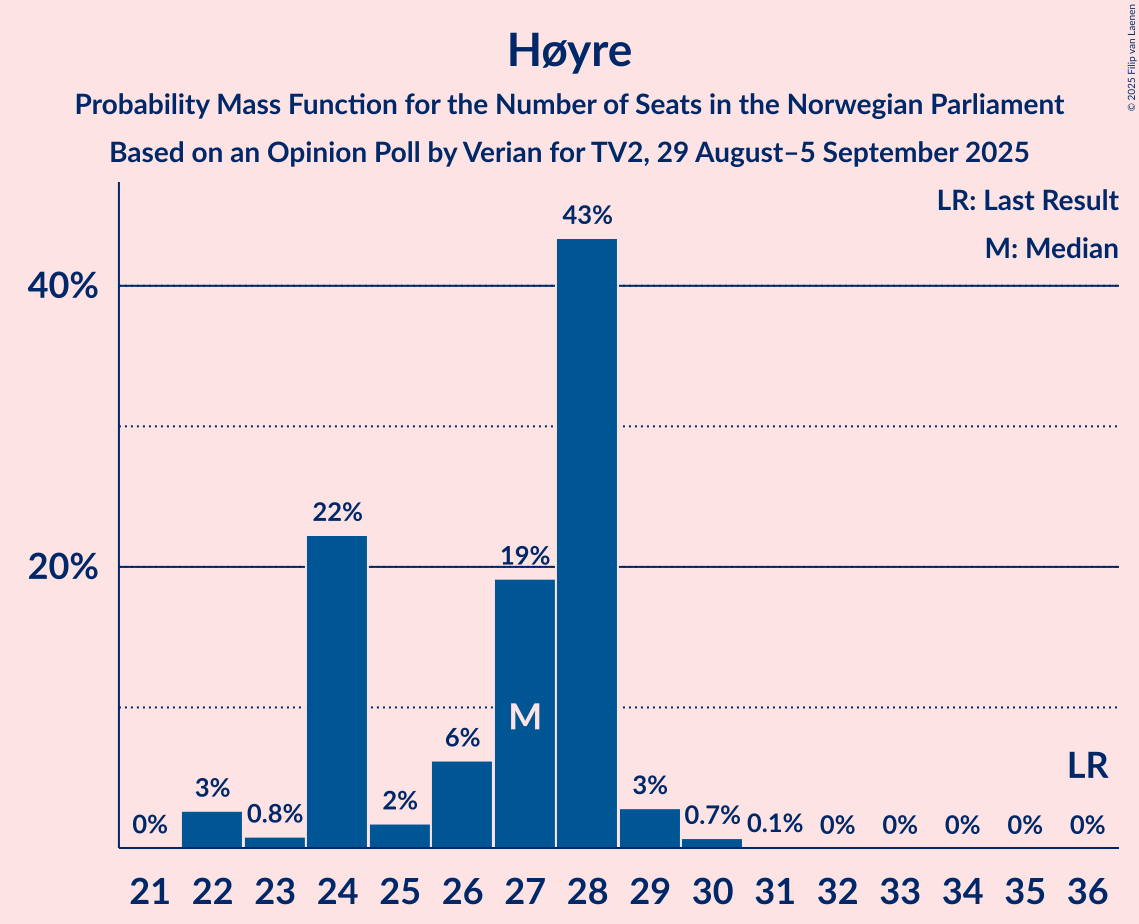 Høyre
Probability Mass Function for the Number of Seats in the Norwegian Parliament
Based on an Opinion Poll by Verian for TV2, 29 August–5 September 2025
© 2025 Filip van Laenen
LR: Last Result
M: Median
43%
40%
22%
19%
20%
M
6%
LR
3%
3%
2%
0.8%
0.7%
0.1%
0%
0%
0%
0%
0%
0%
21 22 23 24 25 26 27 28 29 30 31 32 33 34 35 36